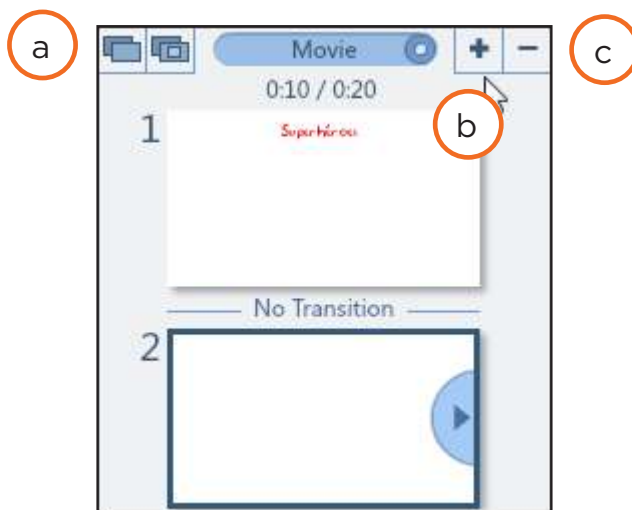 a
Movie
+ −
c
0:10 / 0:20
b
1
Superhéroes
No Transition
2